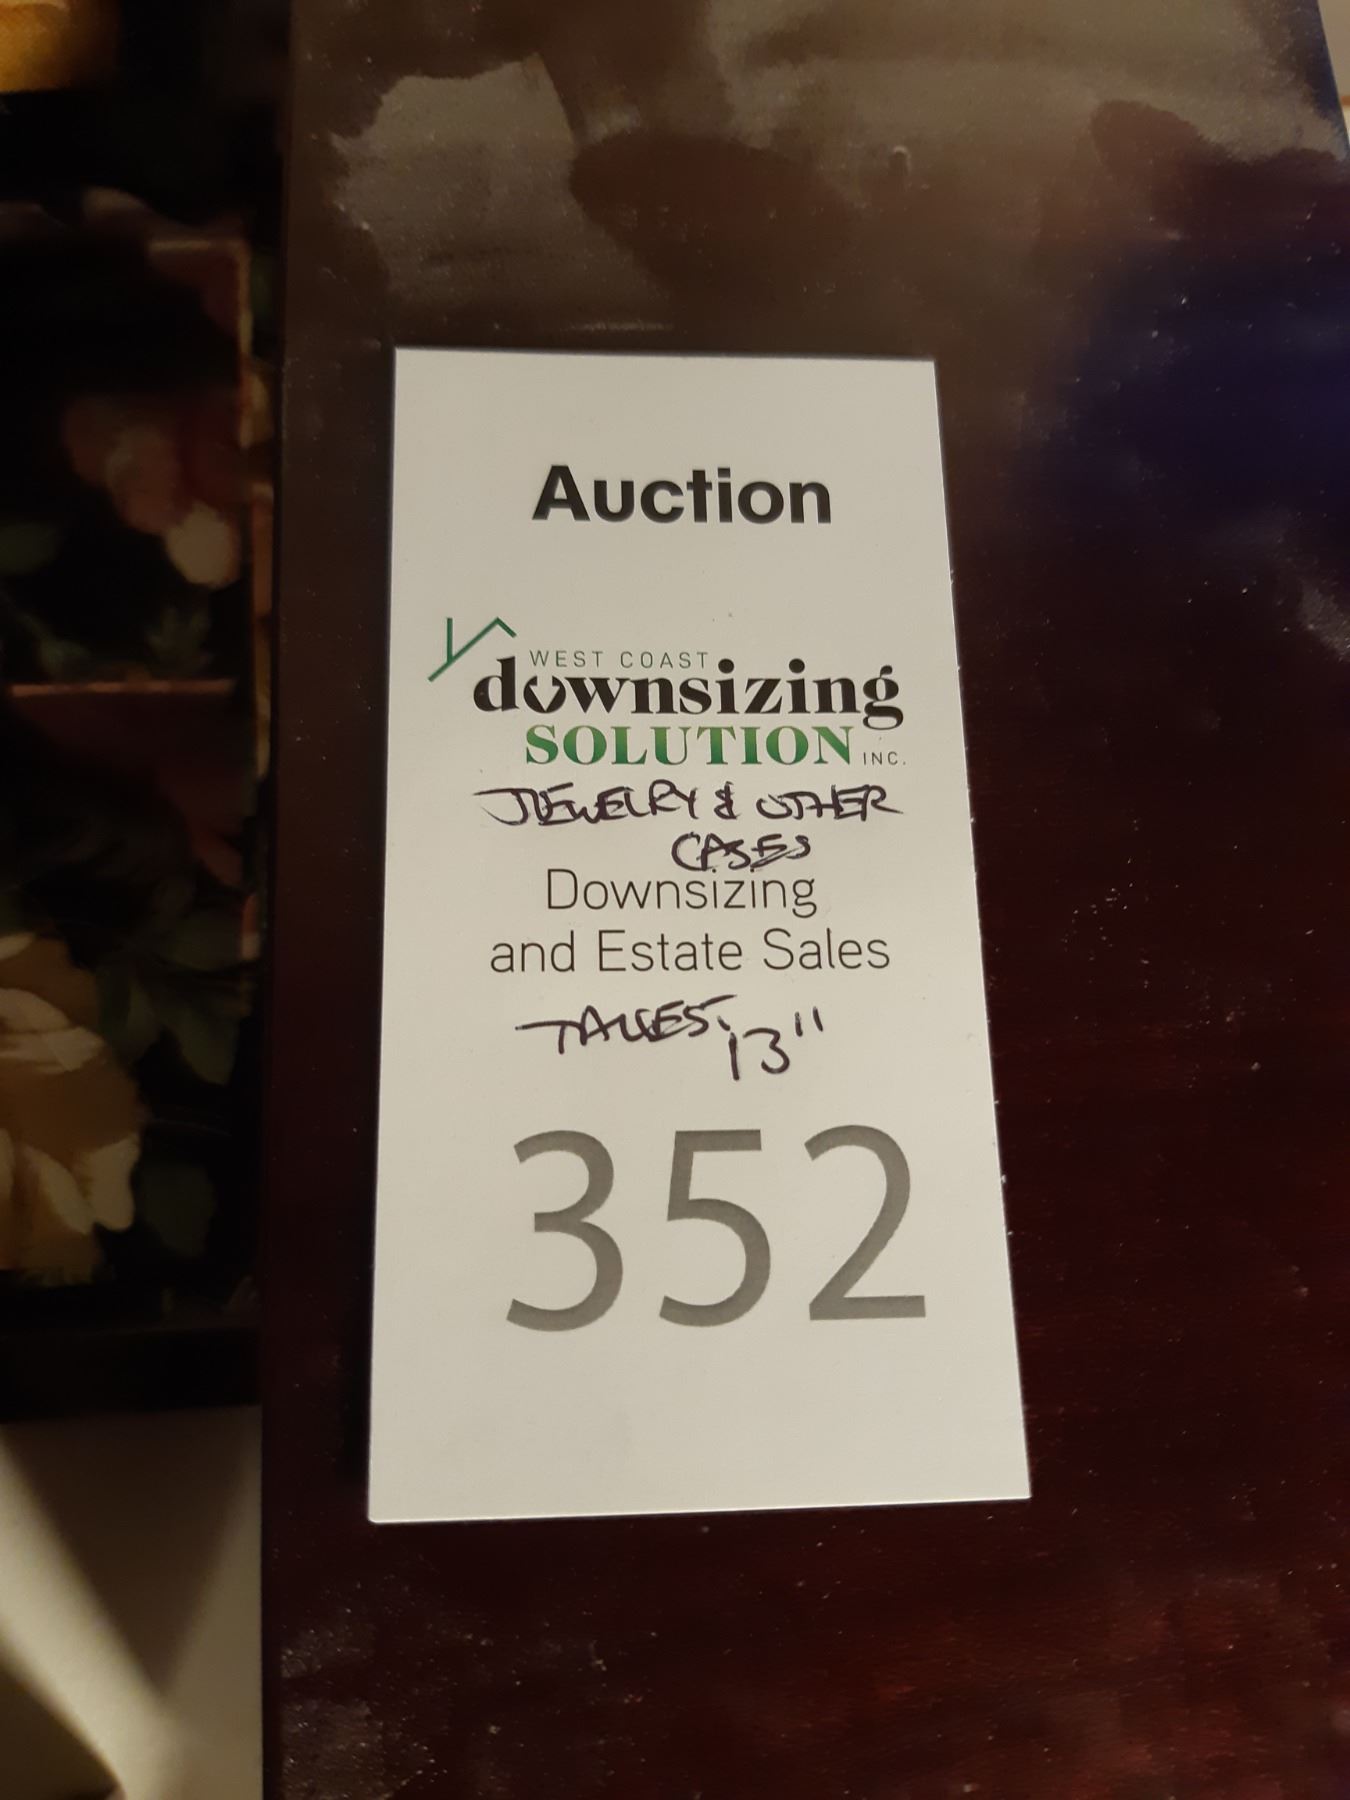 Auction
WEST COAST
downsizing
SOLUTION INC.
JEWELRY & OTHER
CASES
Downsizing
and Estate Sales
TALLEST: 13"
352